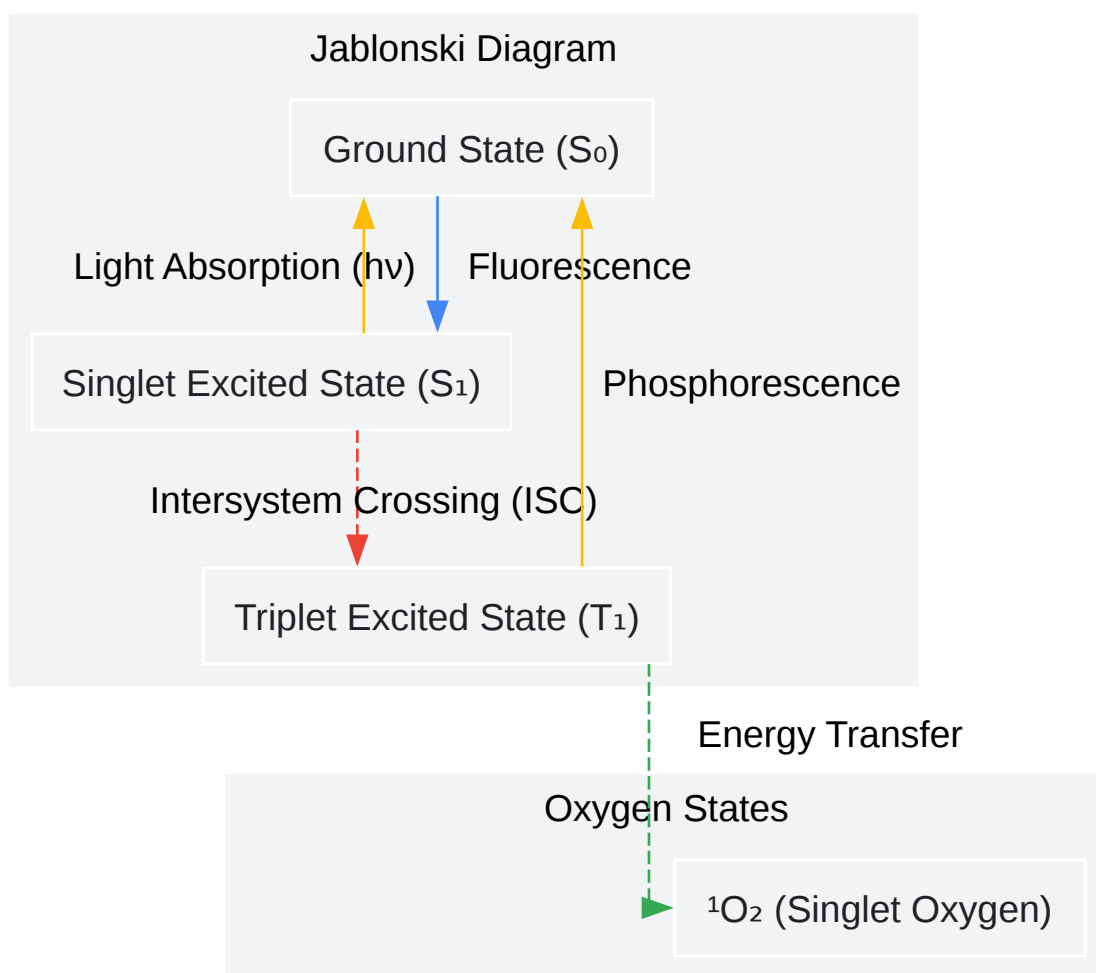 Jablonski Diagram
Ground State (S₀)
Light Absorption (hν)
Fluorescence
Singlet Excited State (S₁)
Phosphorescence
Intersystem Crossing (ISC)
Triplet Excited State (T₁)
Energy Transfer
Oxygen States
¹O₂ (Singlet Oxygen)